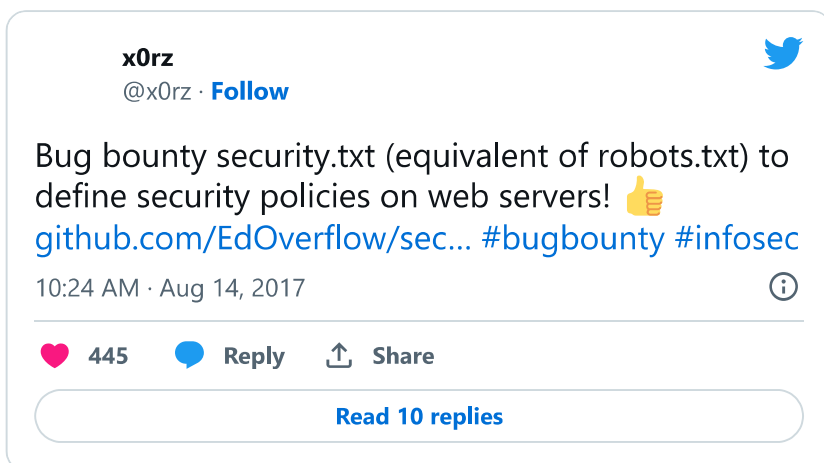 x0rz
@x0rz · Follow
Bug bounty security.txt (equivalent of robots.txt) to
define security policies on web servers! 👍
github.com/EdOverflow/sec... #bugbounty #infosec
10:24 AM · Aug 14, 2017
445 Reply Share
Read 10 replies